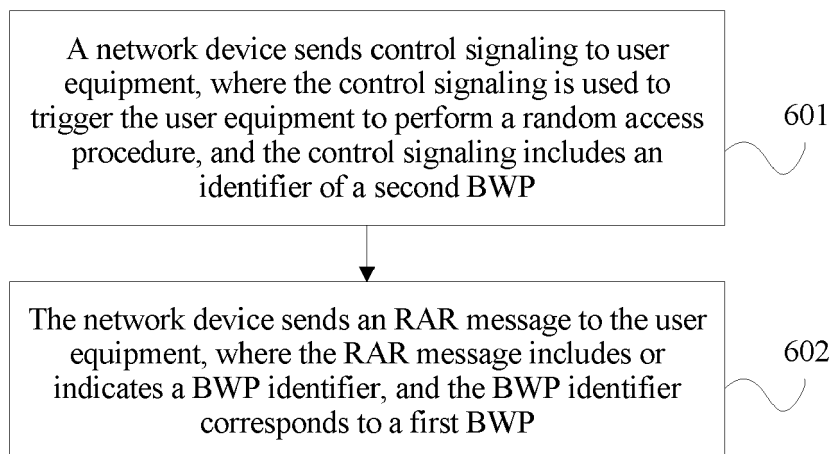 A network device sends control signaling to user
equipment, where the control signaling is used to
trigger the user equipment to perform a random access
procedure, and the control signaling includes an
identifier of a second BWP
601
The network device sends an RAR message to the user
equipment, where the RAR message includes or
indicates a BWP identifier, and the BWP identifier
corresponds to a first BWP
602